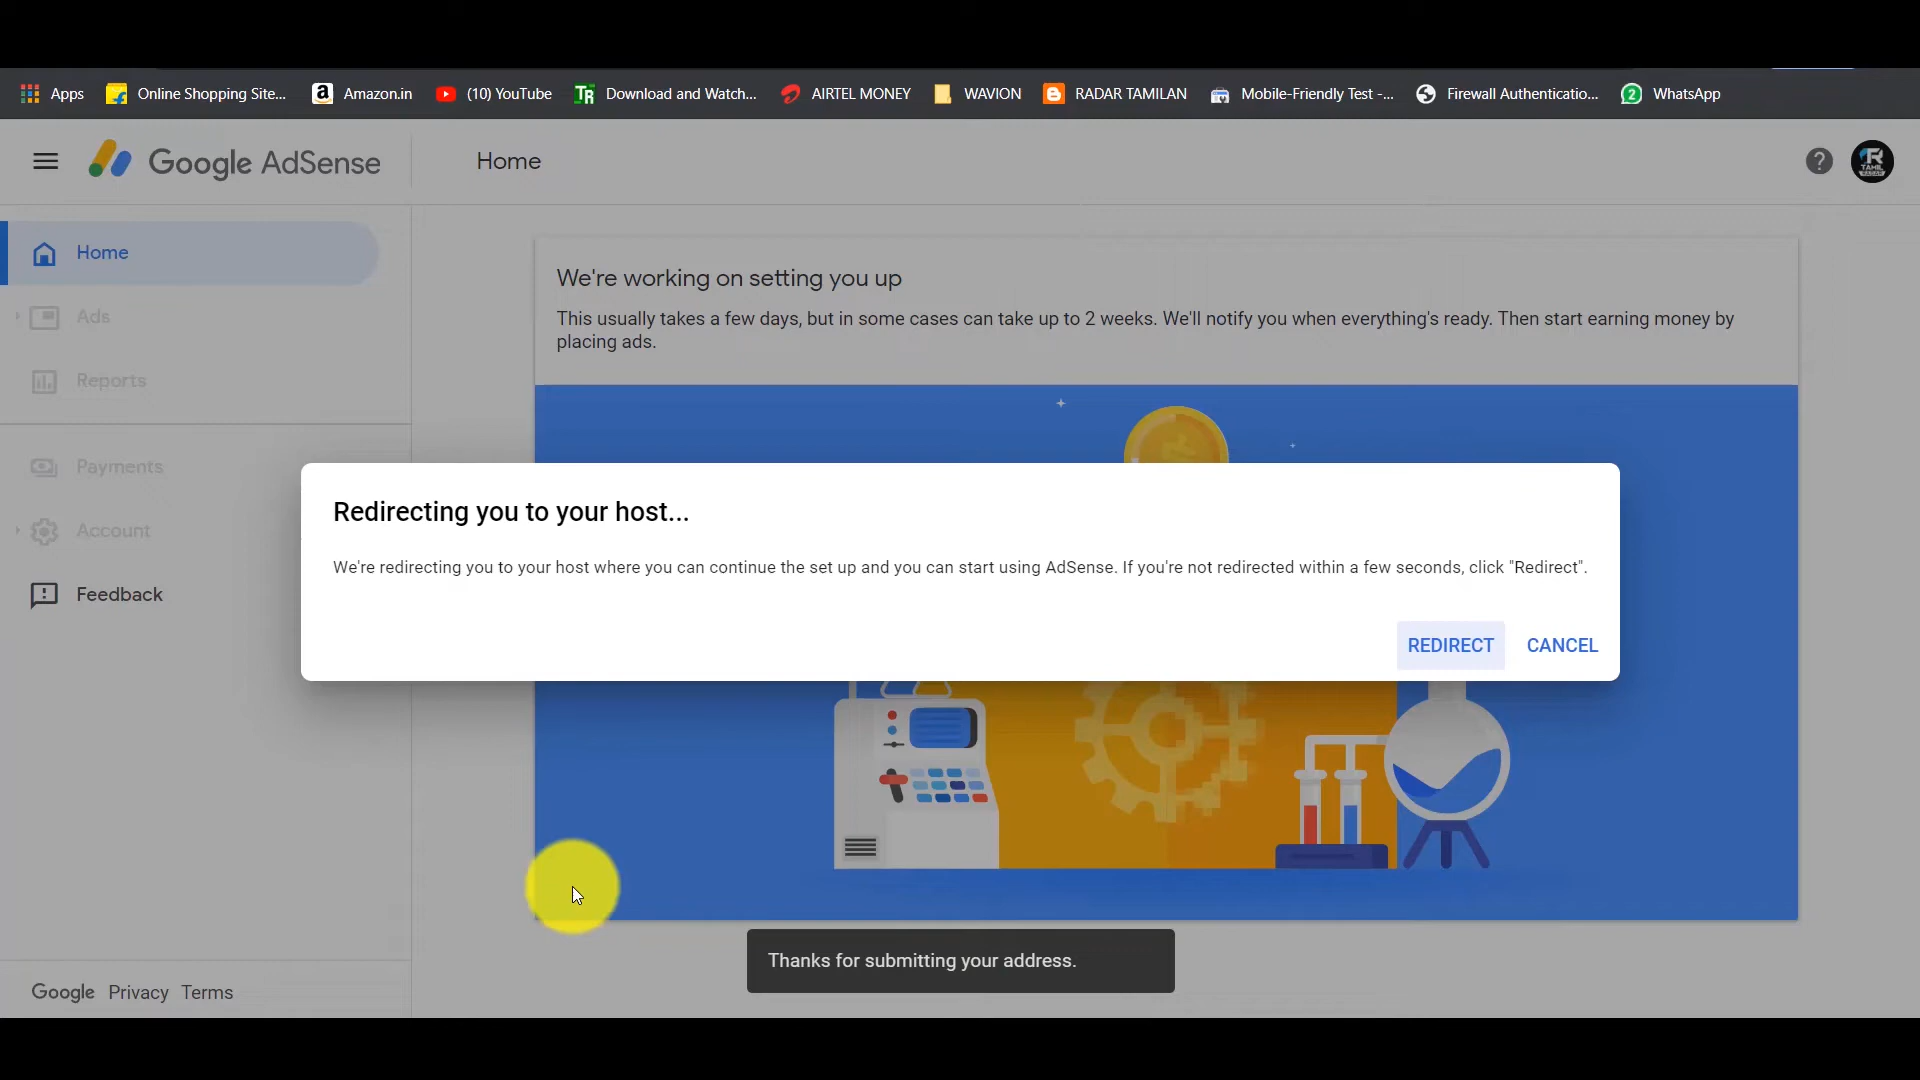 Apps Online Shopping Site... Amazon.in (10) YouTube Download and Watch... AIRTEL MONEY WAVION RADAR TAMILAN Mobile-Friendly Test -... Firewall Authenticatio... WhatsApp
Google AdSense
Home
Home
Ads
Reports
Payments
Account
Feedback
Google Privacy Terms
We're working on setting you up
This usually takes a few days, but in some cases can take up to 2 weeks. We'll notify you when everything's ready. Then start earning money by
placing ads.
Redirecting you to your host...
We're redirecting you to your host where you can continue the set up and you can start using AdSense. If you're not redirected within a few seconds, click "Redirect".
REDIRECT CANCEL
Thanks for submitting your address.